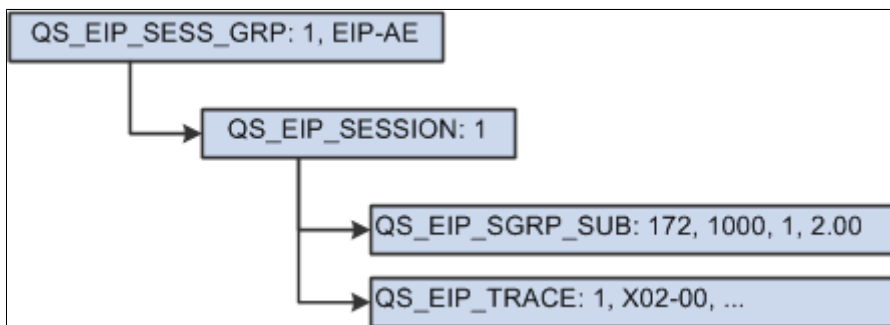 QS_EIP_SESS_GRP: 1, EIP-AE
QS_EIP_SESSION: 1
QS_EIP_SGRP_SUB: 172, 1000, 1, 2.00
QS_EIP_TRACE: 1, X02-00, ...